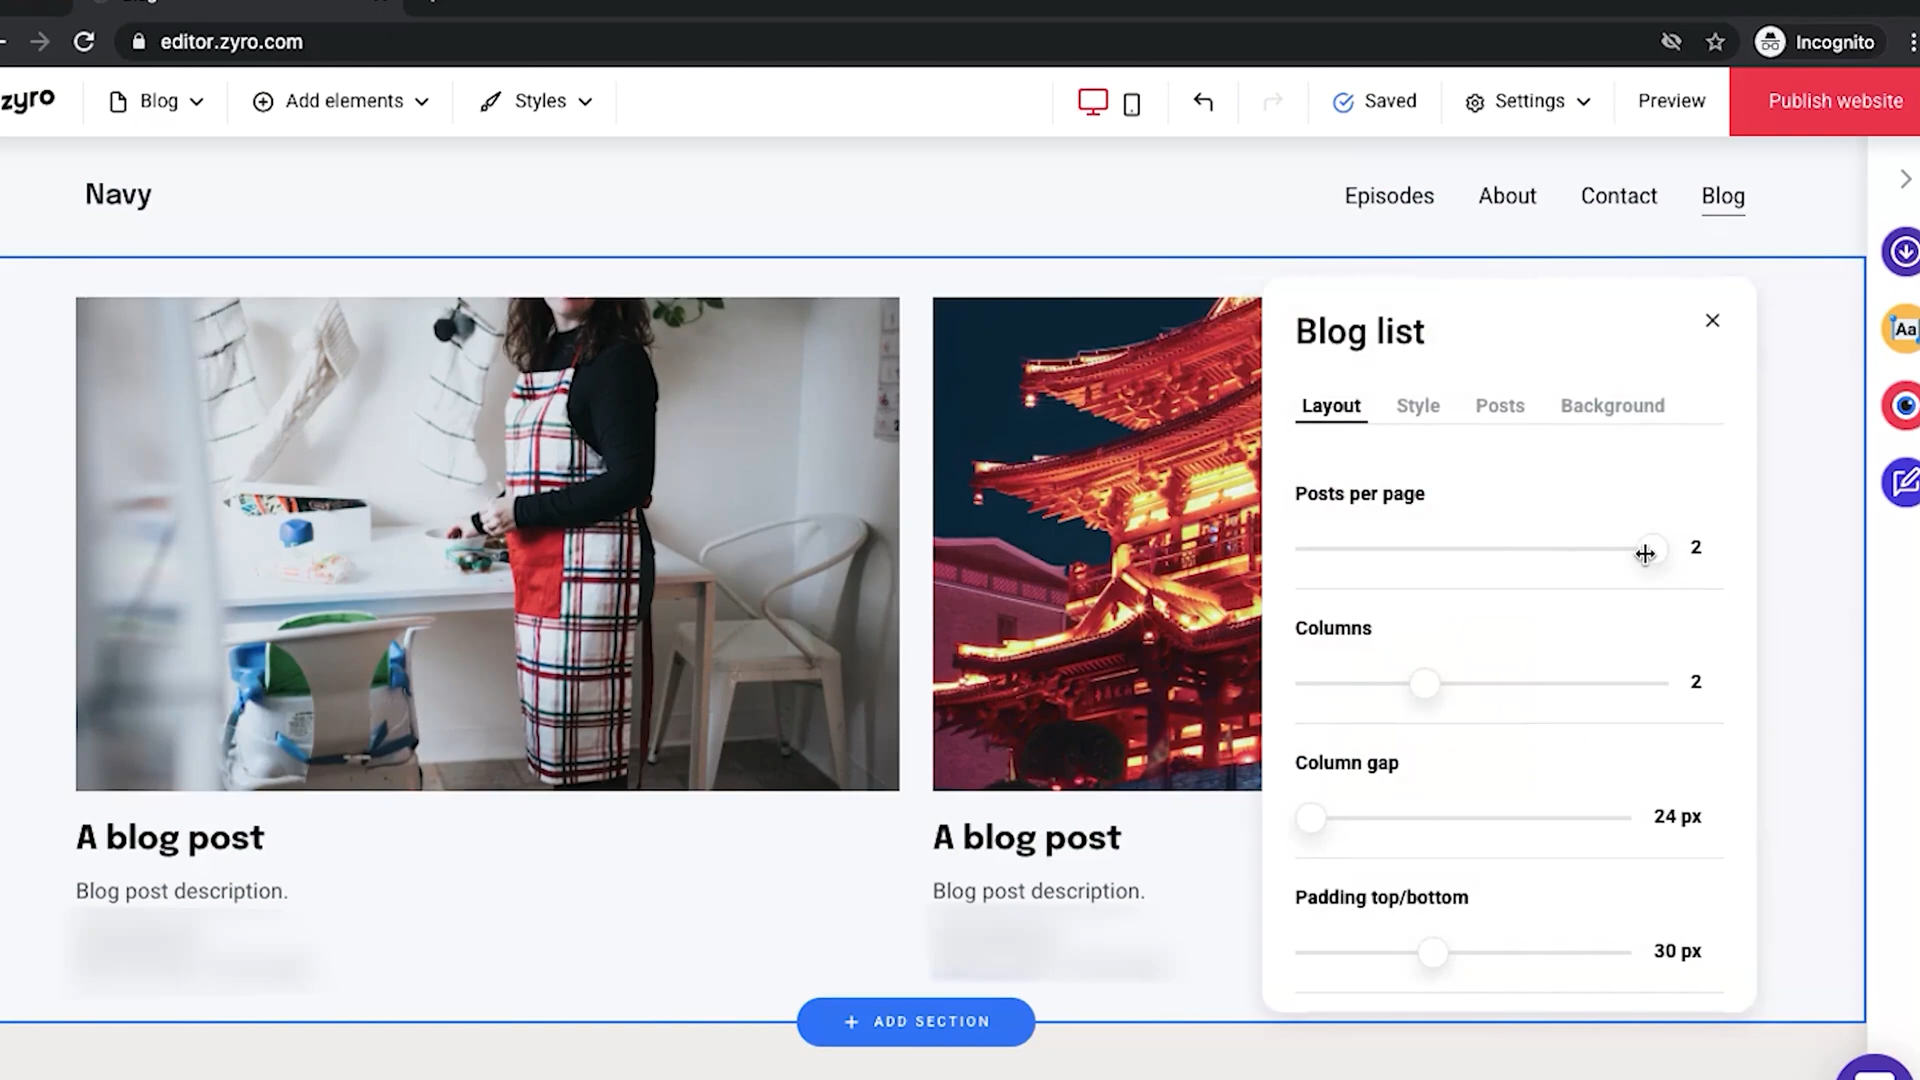 editor.zyro.com
Incognito
zyro
Blog
Add elements
Styles
Saved
Settings
Preview
Publish website
Navy
Episodes
About
Contact
Blog
Blog list
Layout
Style
Posts
Background
Posts per page
2
Columns
2
Column gap
24 px
Padding top/bottom
30 px
Aa
A blog post
Blog post description.
A blog post
Blog post description.
+ ADD SECTION